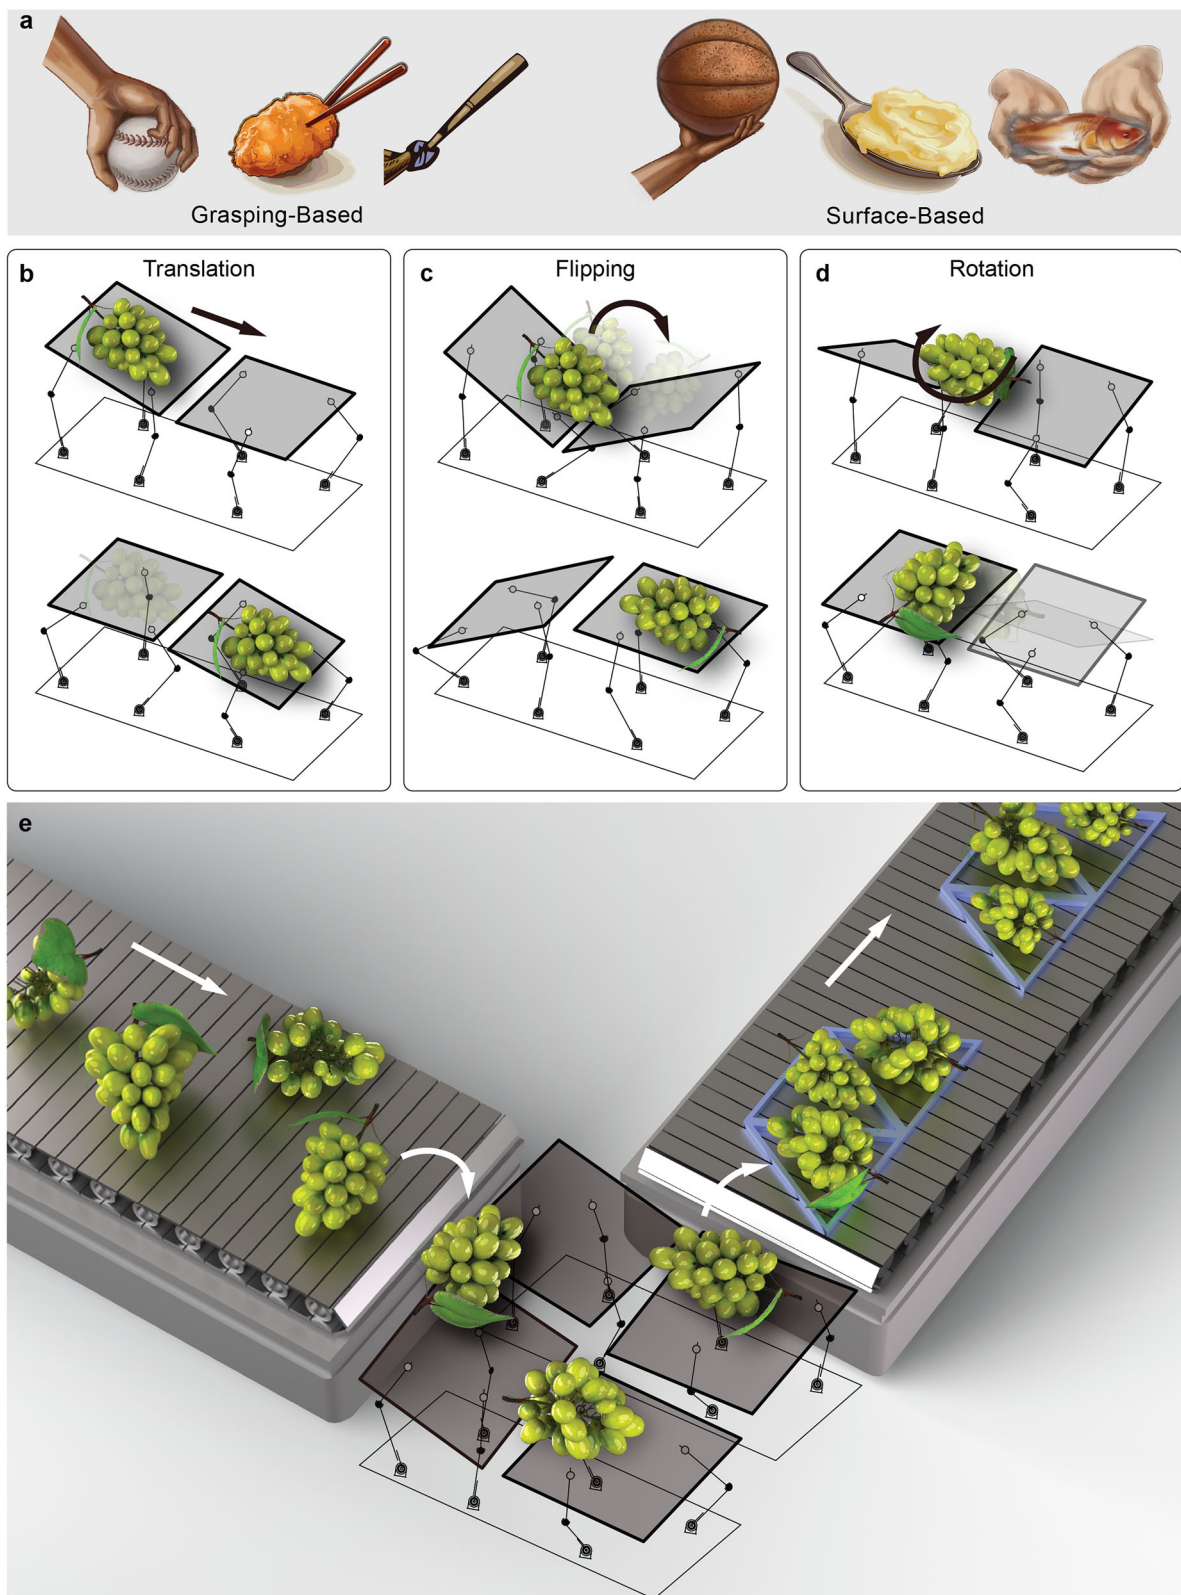 a
Grasping-Based
Surface-Based
b
Translation
c
Flipping
d
Rotation
e